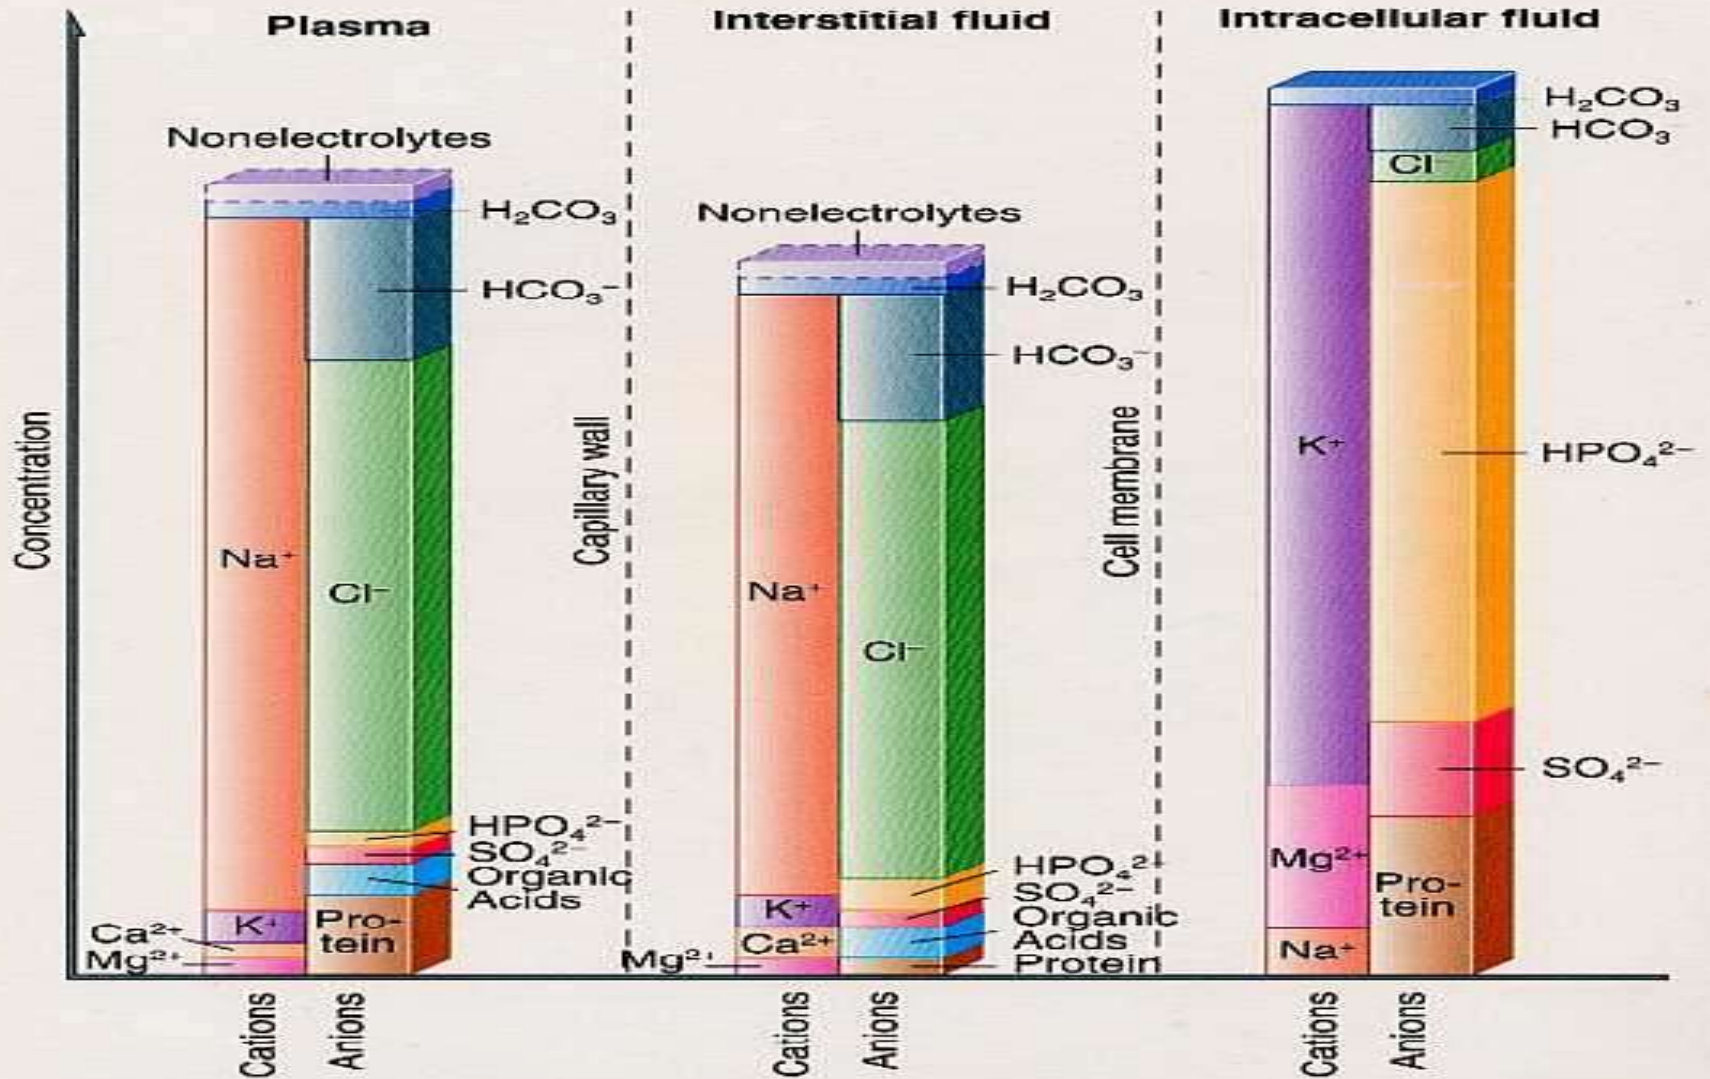 Plasma
Interstitial fluid
Intracellular fluid
Concentration
Nonelectrolytes
H₂CO₃
HCO₃⁻
Na⁺
Cl⁻
HPO₄²⁻
SO₄²⁻
Organic
Acids
K⁺
Pro-
tein
Ca²⁺
Mg²⁺
Cations
Anions
Capillary wall
Nonelectrolytes
H₂CO₃
HCO₃⁻
Na⁺
Cl⁻
HPO₄²⁻
SO₄²⁻
Organic
Acids
Protein
K⁺
Ca²⁺
Mg²⁺
Cations
Anions
Cell membrane
H₂CO₃
HCO₃⁻
Cl⁻
K⁺
HPO₄²⁻
SO₄²⁻
Mg²⁺
Pro-
tein
Na⁺
Cations
Anions